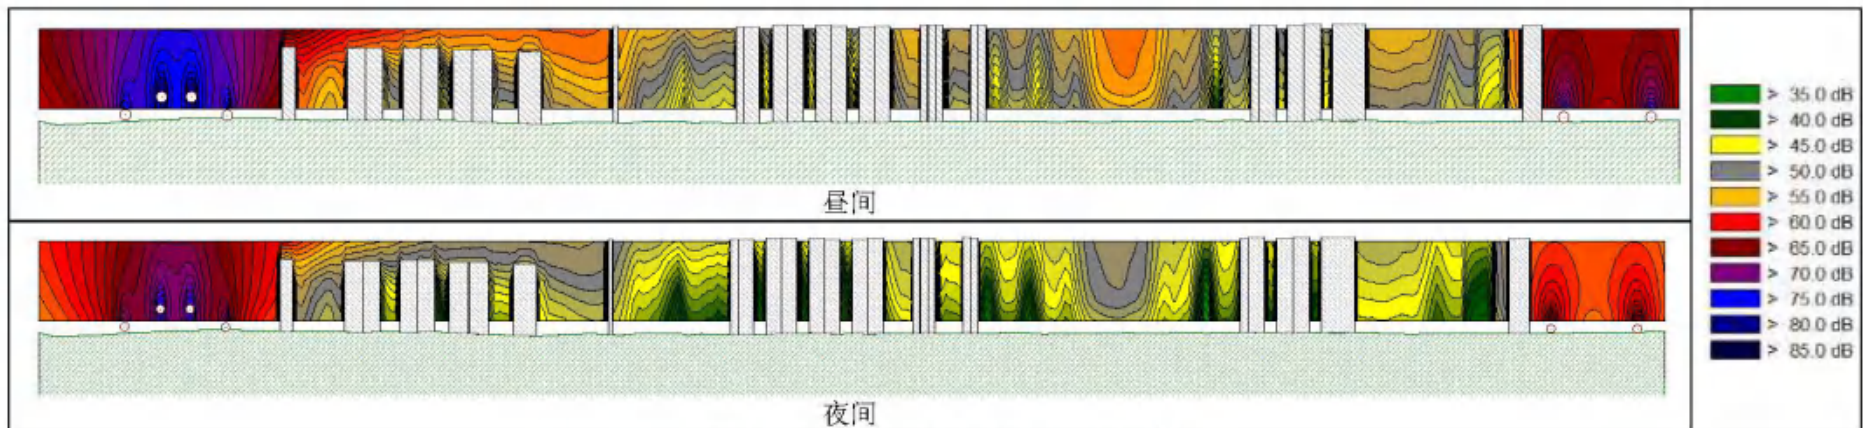 昼间
夜间
> 35.0 dB
> 40.0 dB
> 45.0 dB
> 50.0 dB
> 55.0 dB
> 60.0 dB
> 65.0 dB
> 70.0 dB
> 75.0 dB
> 80.0 dB
> 85.0 dB